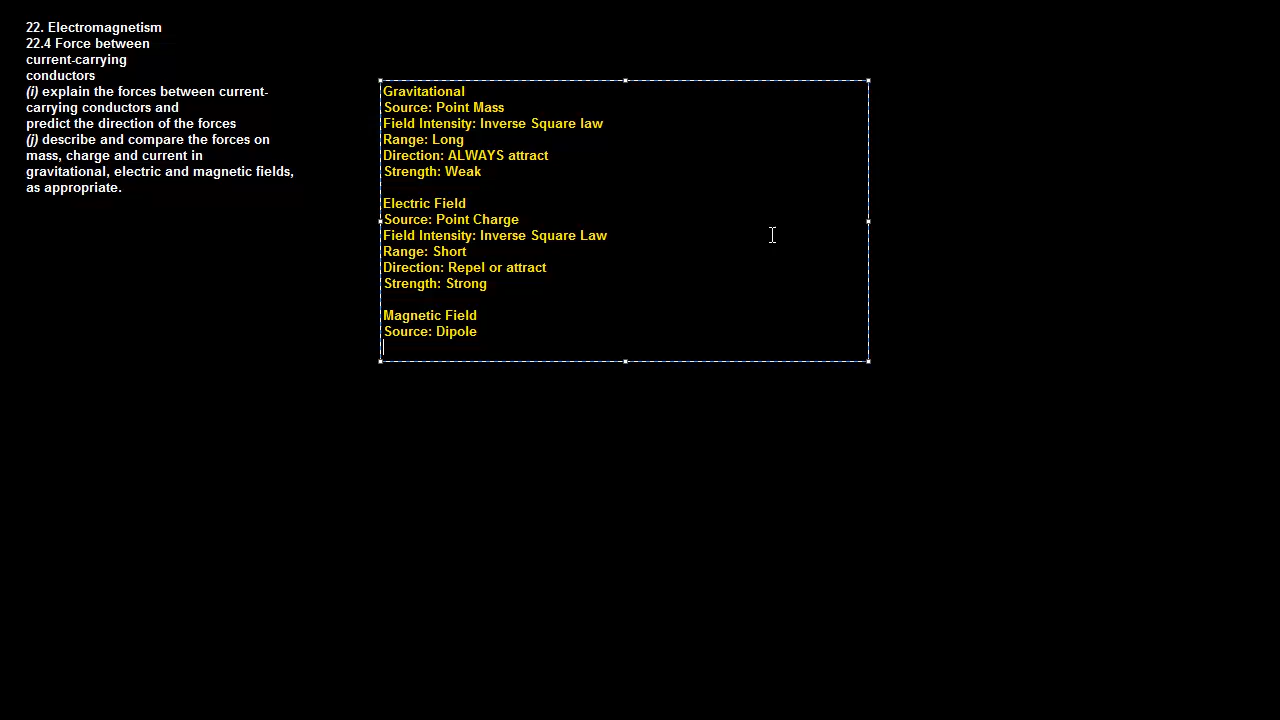 22. Electromagnetism
22.4 Force between
current-carrying
conductors
(i) explain the forces between current-
carrying conductors and
predict the direction of the forces
(j) describe and compare the forces on
mass, charge and current in
gravitational, electric and magnetic fields,
as appropriate.
Gravitational
Source: Point Mass
Field Intensity: Inverse Square law
Range: Long
Direction: ALWAYS attract
Strength: Weak
Electric Field
Source: Point Charge
Field Intensity: Inverse Square Law
Range: Short
Direction: Repel or attract
Strength: Strong
Magnetic Field
Source: Dipole